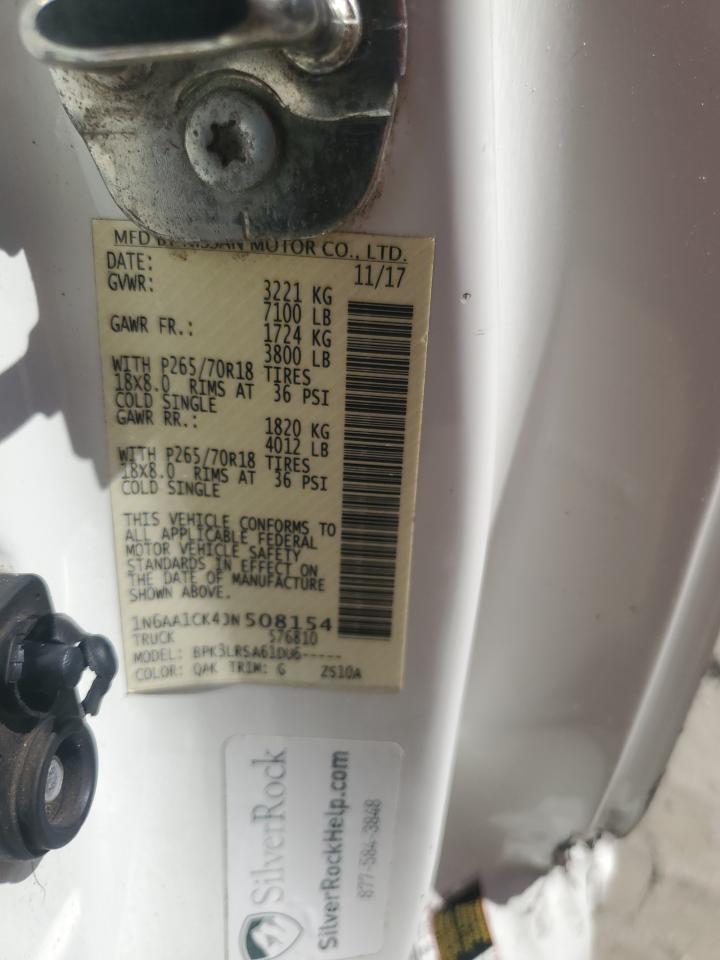 MFD BY NISSAN MOTOR CO., LTD.
DATE: 11/17
GVWR: 3221 KG
7100 LB
GAWR FR.: 1724 KG
3800 LB
WITH P265/70R18 TIRES
18X8.0 RIMS AT 36 PSI
COLD SINGLE
GAWR RR.: 1820 KG
4012 LB
WITH P265/70R18 TIRES
18X8.0 RIMS AT 36 PSI
COLD SINGLE
THIS VEHICLE CONFORMS TO
ALL APPLICABLE FEDERAL
MOTOR VEHICLE SAFETY
STANDARDS IN EFFECT ON
THE DATE OF MANUFACTURE
SHOWN ABOVE.
1N6AA1CK4JN508154
TRUCK 576810
MODEL: BPK3LRSA61DU6-----
COLOR: QAK TRIM: G ZS10A
SilverRock
SilverRockHelp.com
877-584-3848